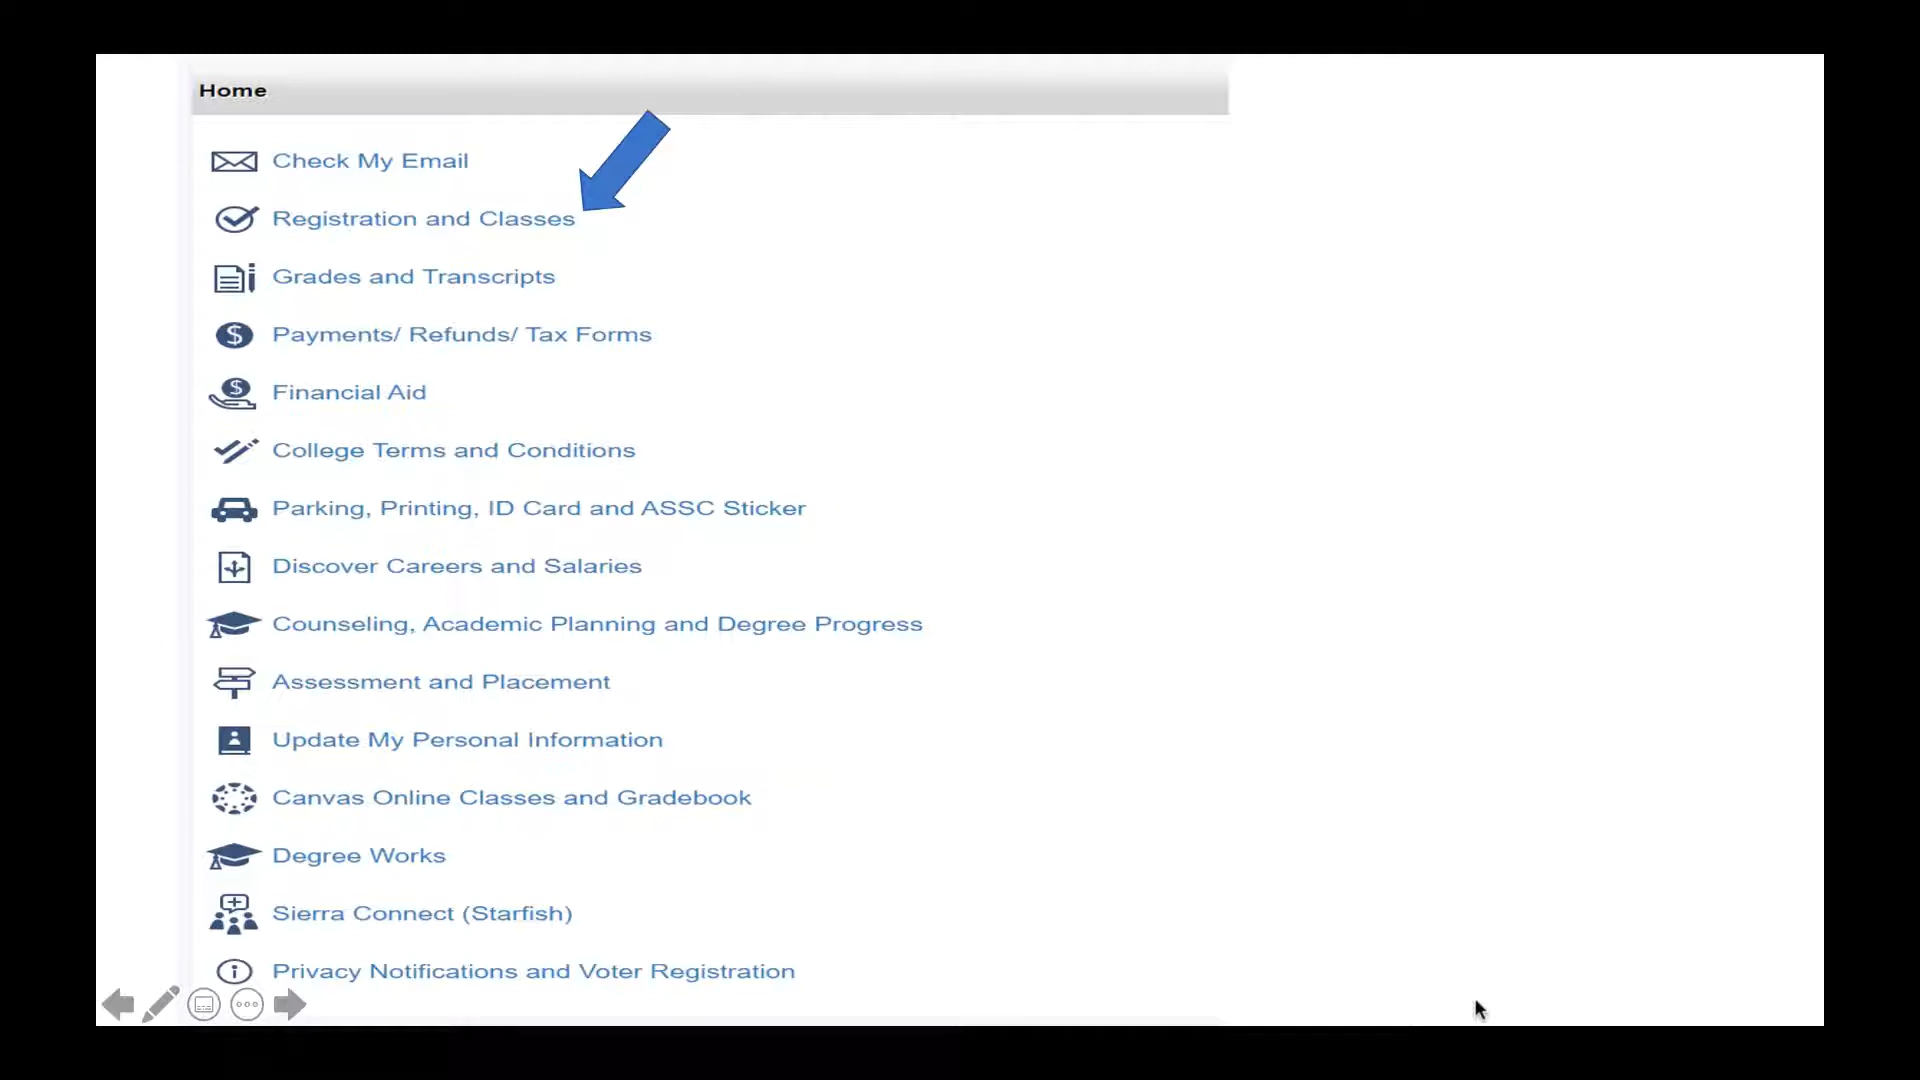 Home
Check My Email
Registration and Classes
Grades and Transcripts
Payments/ Refunds/ Tax Forms
Financial Aid
College Terms and Conditions
Parking, Printing, ID Card and ASSC Sticker
Discover Careers and Salaries
Counseling, Academic Planning and Degree Progress
Assessment and Placement
Update My Personal Information
Canvas Online Classes and Gradebook
Degree Works
Sierra Connect (Starfish)
Privacy Notifications and Voter Registration